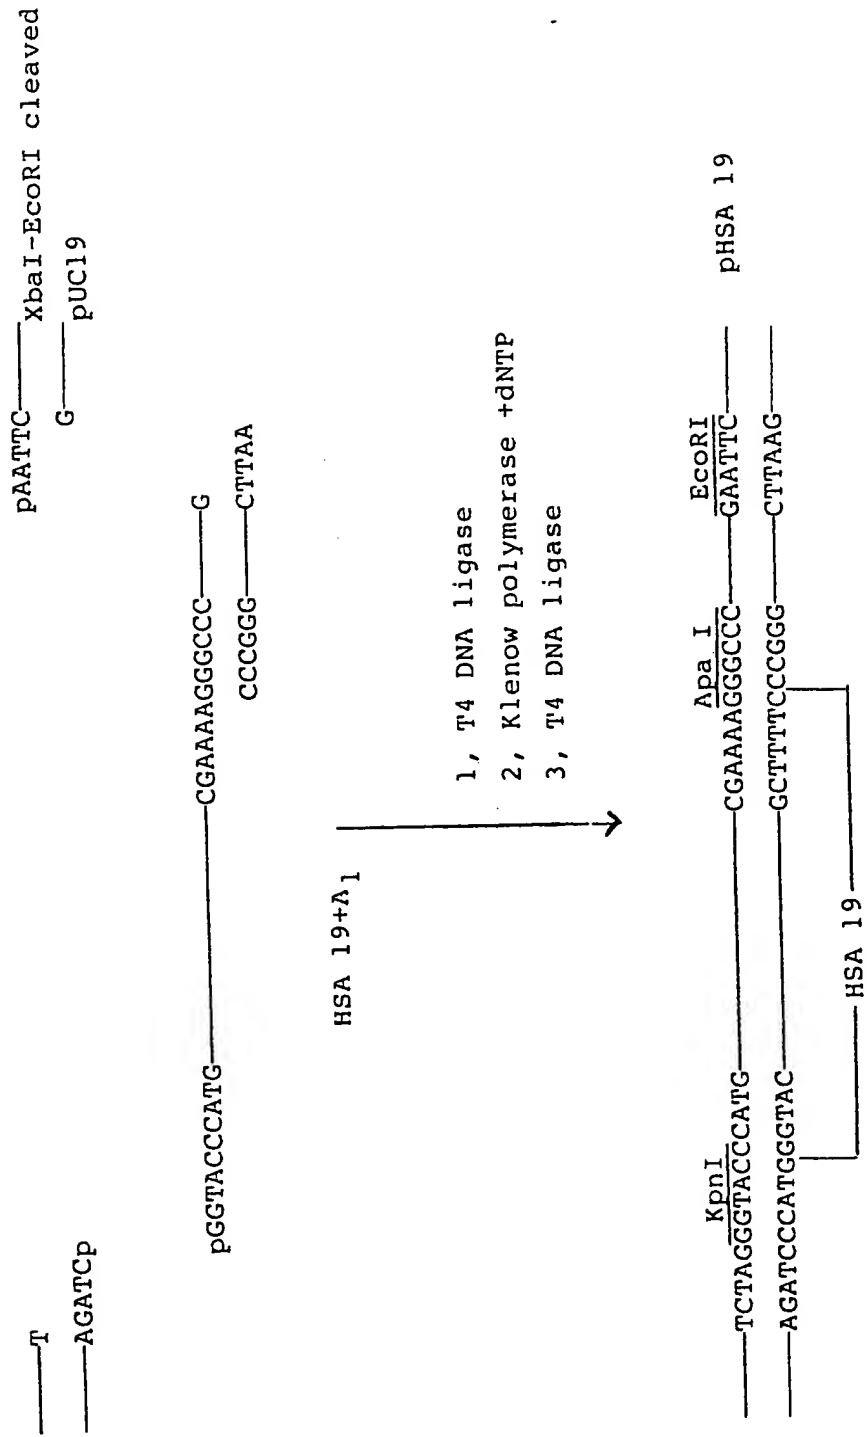 T pAATTC XbaI-EcoRI cleaved
AGATCp G pUC19
pGGTACCCATG CGAAAAGGGCCC G
CCCGGG CTTAA
HSA 19+A1
1, T4 DNA ligase
2, Klenow polymerase +dNTP
3, T4 DNA ligase
KpnI Apa I EcoRI
TCTAGGGTACCCATG CGAAAAGGGCCC GAATTC pHSA 19
AGATCCCATGGGTAC GCTTTTCCCGGG CTTAAG
HSA 19